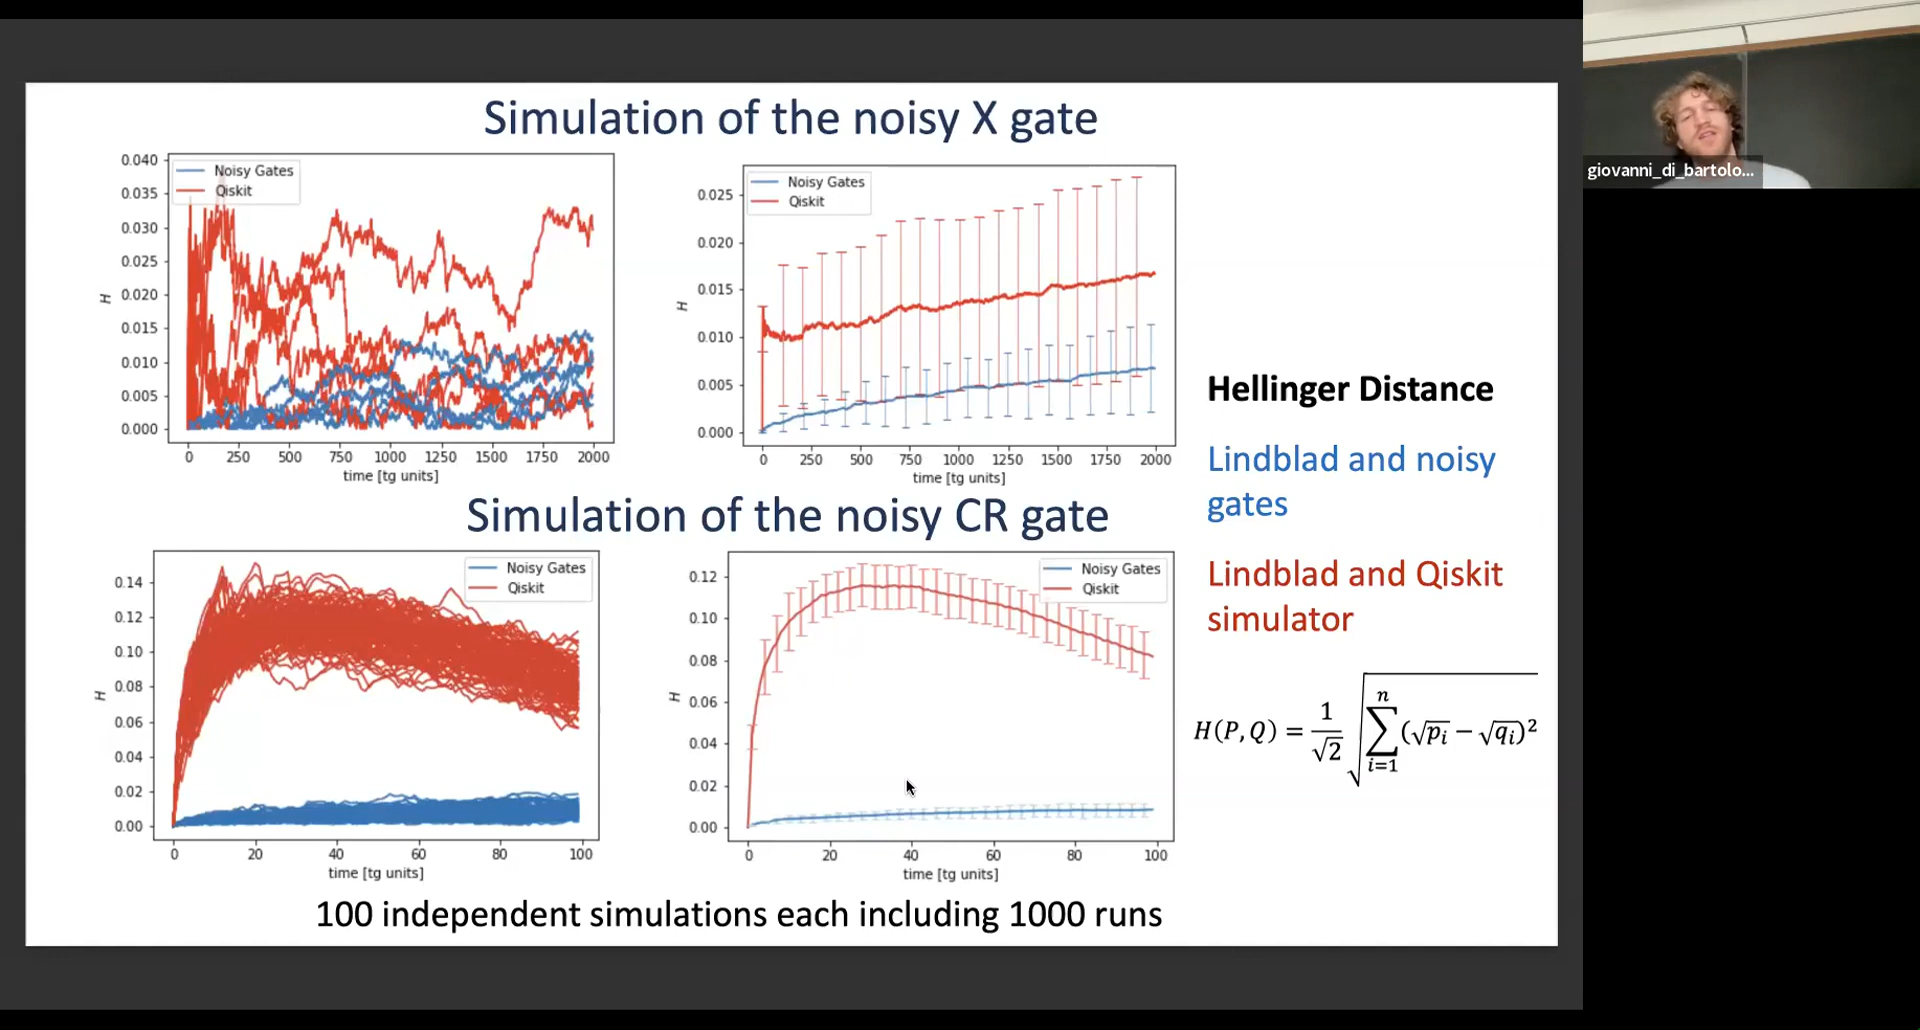 Simulation of the noisy X gate
0.040
0.035
0.030
0.025
0.020
0.015
0.010
0.005
0.000
H
Noisy Gates
Qiskit
0 250 500 750 1000 1250 1500 1750 2000
time [tg units]
0.025
0.020
0.015
0.010
0.005
0.000
H
Noisy Gates
Qiskit
0 250 500 750 1000 1250 1500 1750 2000
time [tg units]
Simulation of the noisy CR gate
0.14
0.12
0.10
0.08
0.06
0.04
0.02
0.00
H
Noisy Gates
Qiskit
0 20 40 60 80 100
time [tg units]
0.12
0.10
0.08
0.06
0.04
0.02
0.00
H
Noisy Gates
Qiskit
0 20 40 60 80 100
time [tg units]
100 independent simulations each including 1000 runs
Hellinger Distance
Lindblad and noisy
gates
Lindblad and Qiskit
simulator
H(P,Q) = 1/√2 √∑ⁿᵢ₌₁(√pᵢ − √qᵢ)²
giovanni_di_bartolo...